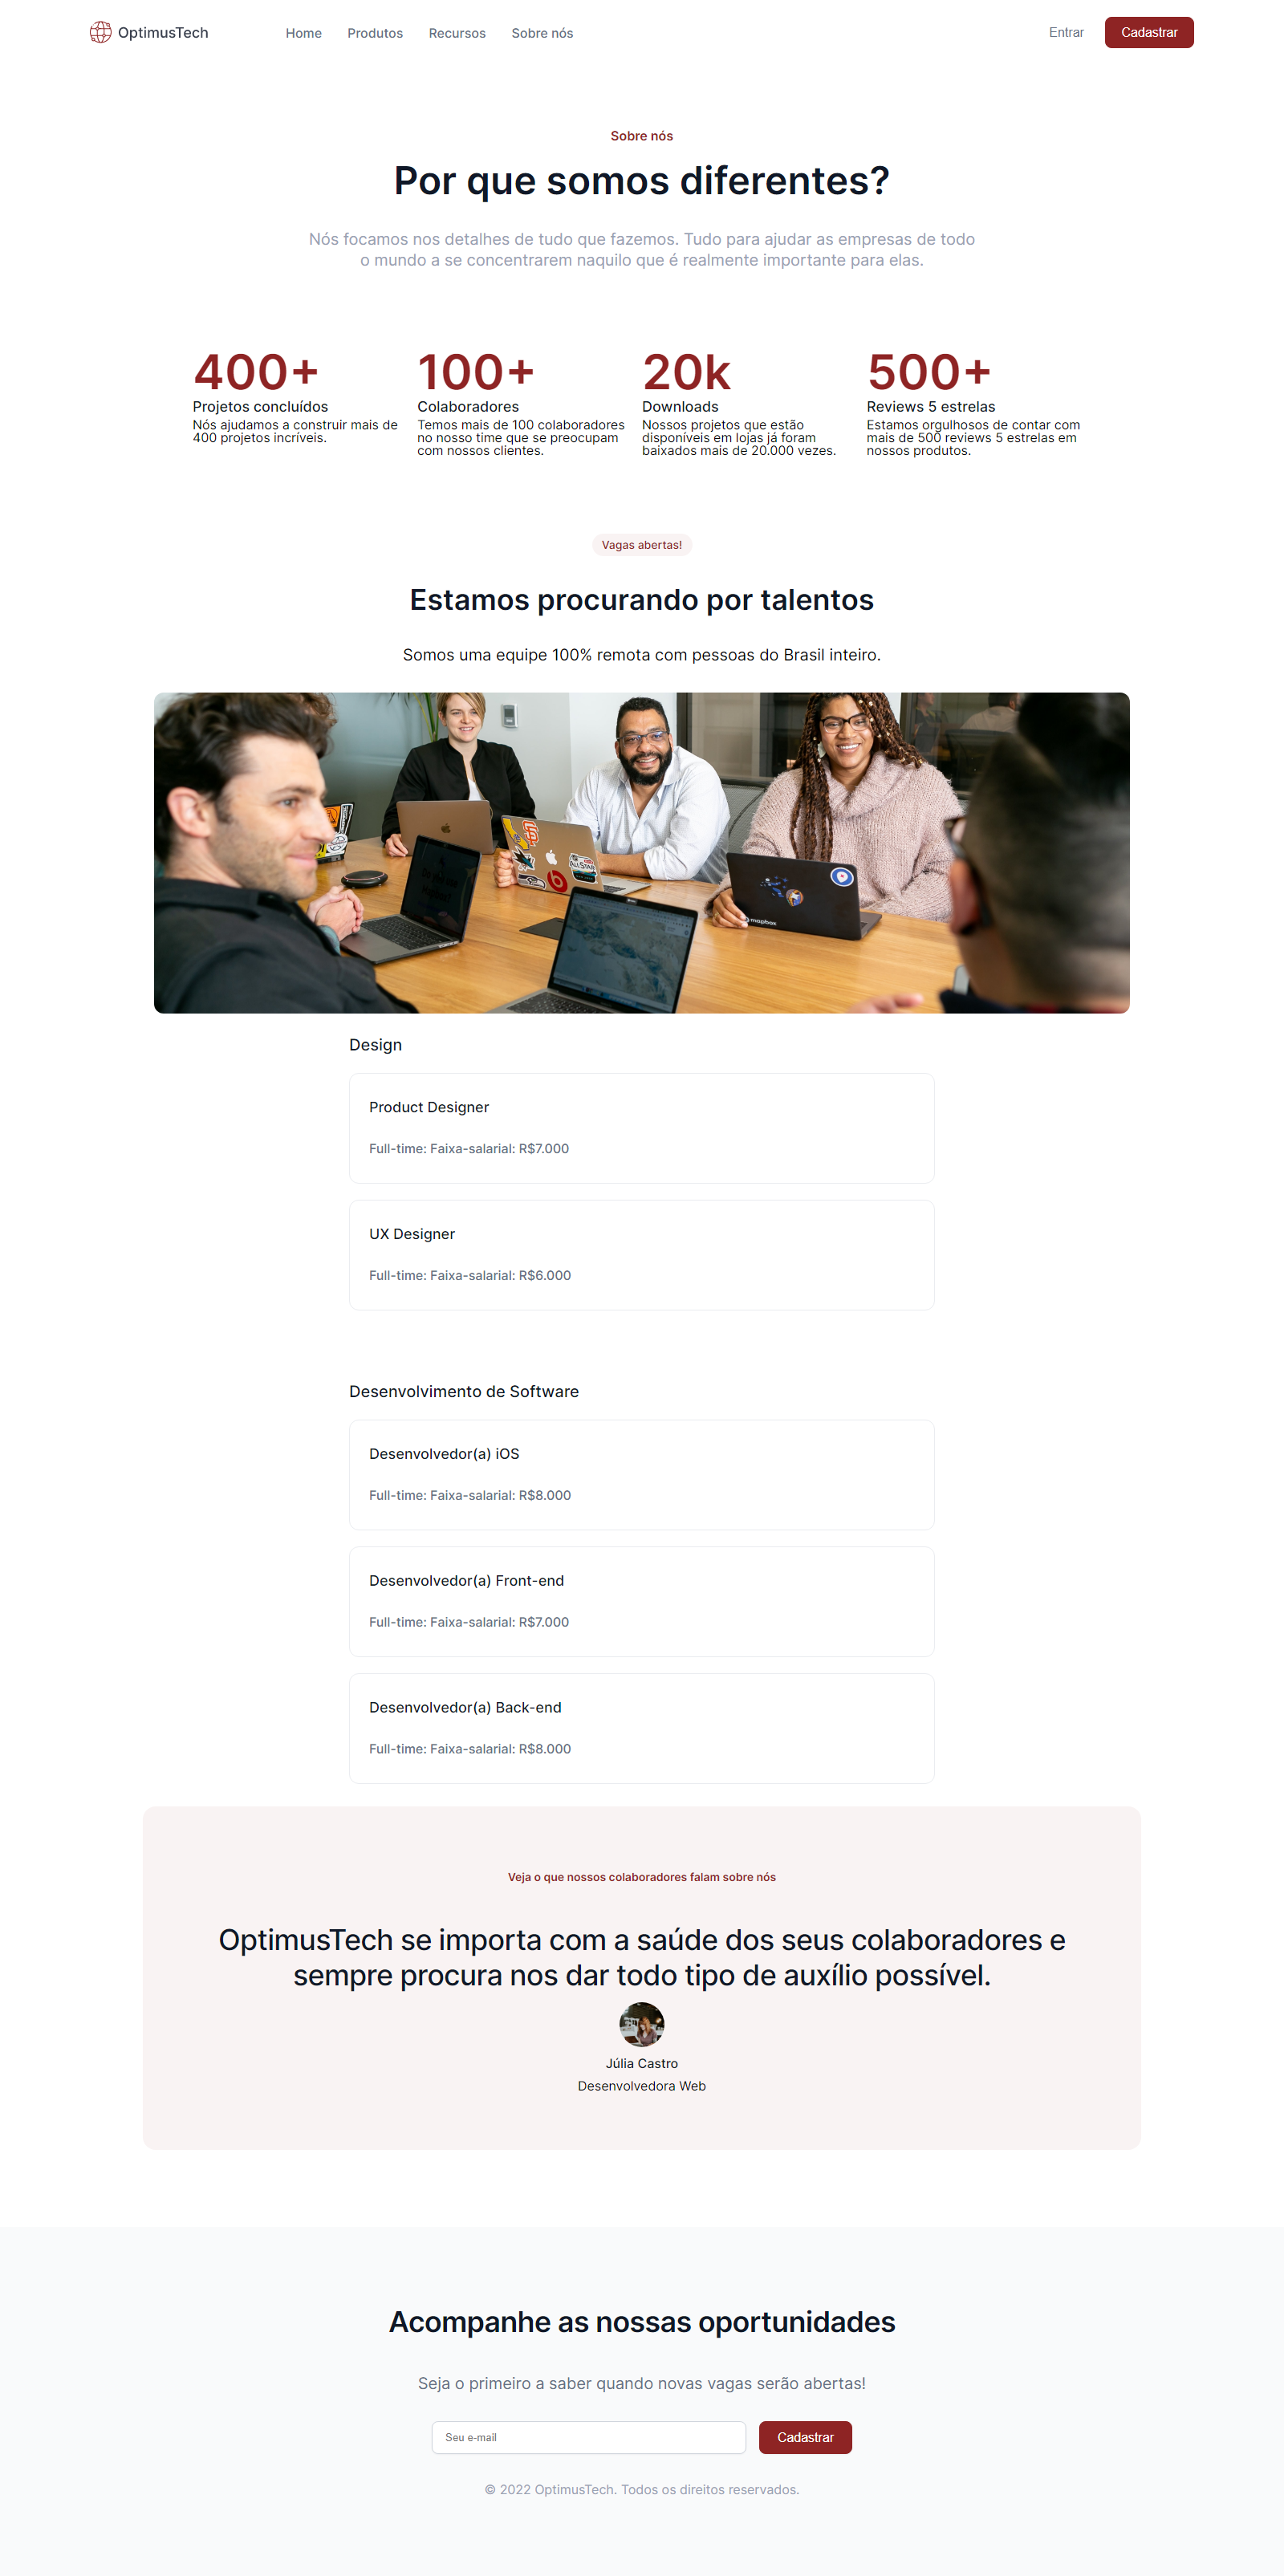 OptimusTech
Home
Produtos
Recursos
Sobre nós
Entrar
Cadastrar
Sobre nós
Por que somos diferentes?
Nós focamos nos detalhes de tudo que fazemos. Tudo para ajudar as empresas de todo
o mundo a se concentrarem naquilo que é realmente importante para elas.
400+
Projetos concluídos
Nós ajudamos a construir mais de
400 projetos incríveis.
100+
Colaboradores
Temos mais de 100 colaboradores
no nosso time que se preocupam
com nossos clientes.
20k
Downloads
Nossos projetos que estão
disponíveis em lojas já foram
baixados mais de 20.000 vezes.
500+
Reviews 5 estrelas
Estamos orgulhosos de contar com
mais de 500 reviews 5 estrelas em
nossos produtos.
Vagas abertas!
Estamos procurando por talentos
Somos uma equipe 100% remota com pessoas do Brasil inteiro.
mapbox
Design
Product Designer
Full-time: Faixa-salarial: R$7.000
UX Designer
Full-time: Faixa-salarial: R$6.000
Desenvolvimento de Software
Desenvolvedor(a) iOS
Full-time: Faixa-salarial: R$8.000
Desenvolvedor(a) Front-end
Full-time: Faixa-salarial: R$7.000
Desenvolvedor(a) Back-end
Full-time: Faixa-salarial: R$8.000
Veja o que nossos colaboradores falam sobre nós
OptimusTech se importa com a saúde dos seus colaboradores e
sempre procura nos dar todo tipo de auxílio possível.
Júlia Castro
Desenvolvedora Web
Acompanhe as nossas oportunidades
Seja o primeiro a saber quando novas vagas serão abertas!
Seu e-mail
Cadastrar
© 2022 OptimusTech. Todos os direitos reservados.